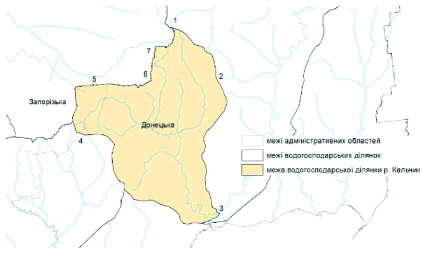 1
7
6
2
5
Запорізька
Донецька
4
межі адміністративних областей
межі водогосподарських ділянок
межа водогосподарської ділянки р. Кальчик
3